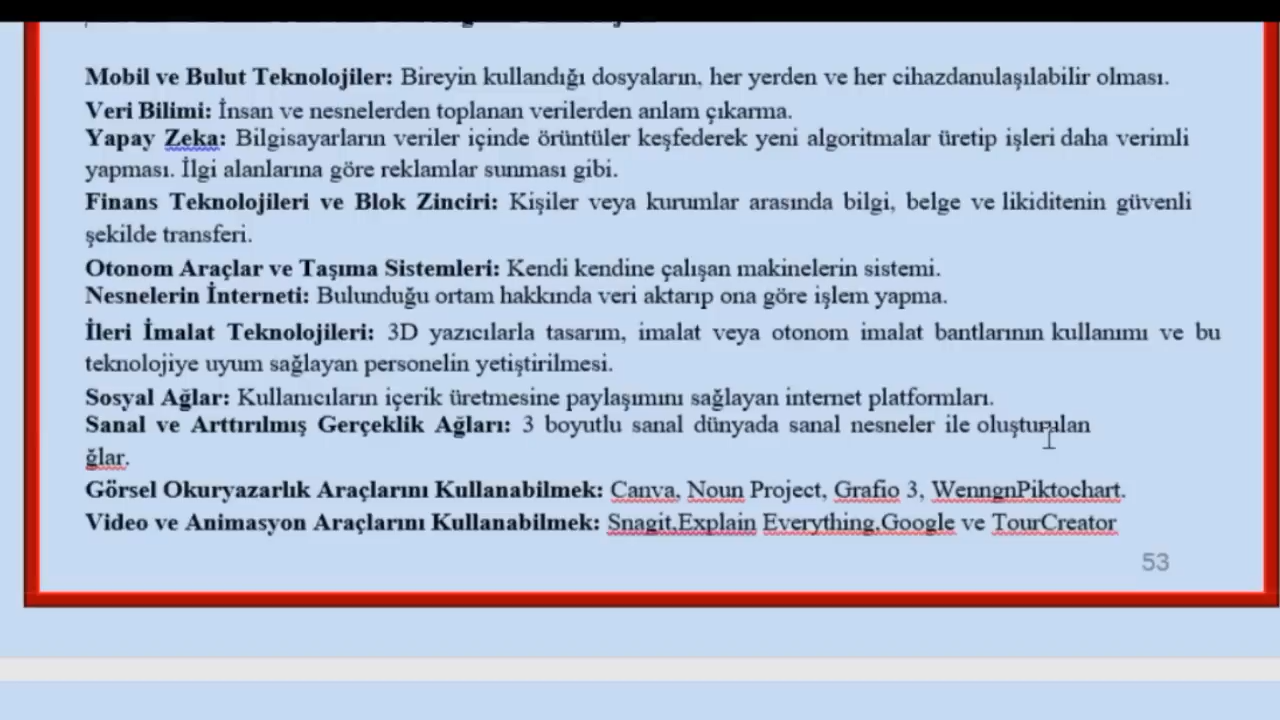 Mobil ve Bulut Teknolojiler: Bireyin kullandığı dosyaların, her yerden ve her cihazdanulaşılabilir olması.
Veri Bilimi: İnsan ve nesnelerden toplanan verilerden anlam çıkarma.
Yapay Zeka: Bilgisayarların veriler içinde örüntüler keşfederek yeni algoritmalar üretip işleri daha verimli
yapması. İlgi alanlarına göre reklamlar sunması gibi.
Finans Teknolojileri ve Blok Zinciri: Kişiler veya kurumlar arasında bilgi, belge ve likiditenin güvenli
şekilde transferi.
Otonom Araçlar ve Taşıma Sistemleri: Kendi kendine çalışan makinelerin sistemi.
Nesnelerin İnterneti: Bulunduğu ortam hakkında veri aktarıp ona göre işlem yapma.
İleri İmalat Teknolojileri: 3D yazıcılarla tasarım, imalat veya otonom imalat bantlarının kullanımı ve bu
teknolojiye uyum sağlayan personelin yetiştirilmesi.
Sosyal Ağlar: Kullanıcıların içerik üretmesine paylaşımını sağlayan internet platformları.
Sanal ve Arttırılmış Gerçeklik Ağları: 3 boyutlu sanal dünyada sanal nesneler ile oluşturulan
ğlar.
Görsel Okuryazarlık Araçlarını Kullanabilmek: Canva, Noun Project, Grafio 3, WenngnPiktochart.
Video ve Animasyon Araçlarını Kullanabilmek: Snagit,Explain Everything,Google ve TourCreator
53